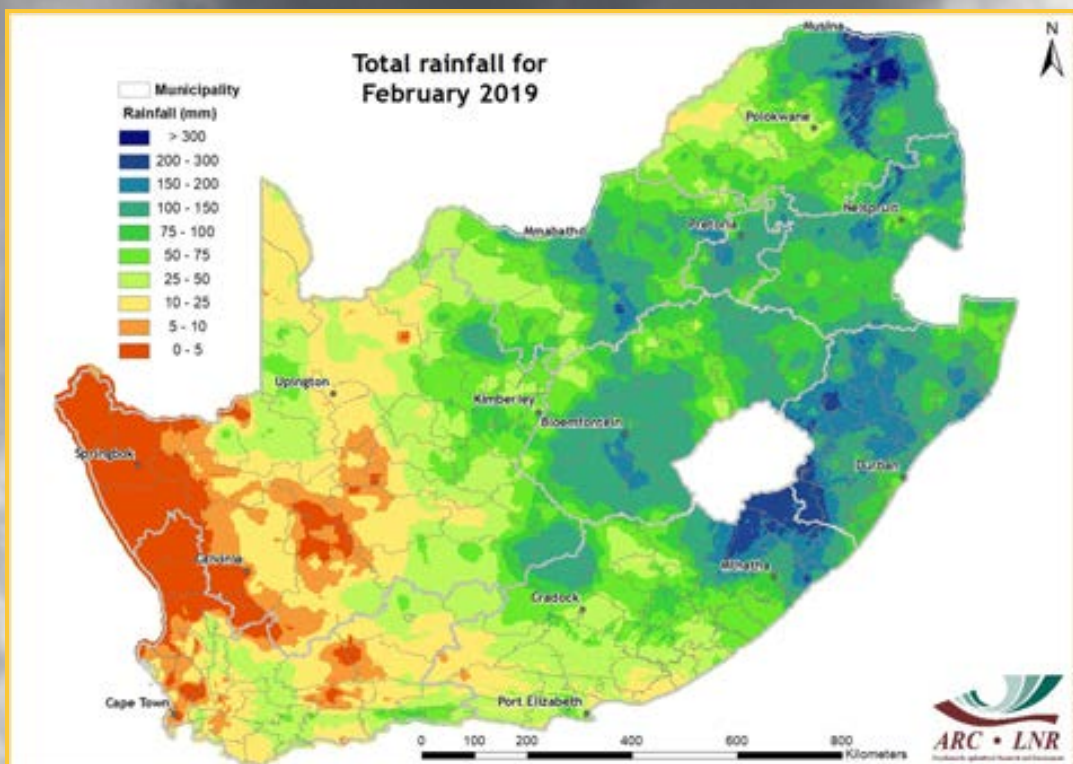 Total rainfall for
February 2019
N
Municipality
Rainfall (mm)
> 300
200 - 300
150 - 200
100 - 150
75 - 100
50 - 75
25 - 50
10 - 25
5 - 10
0 - 5
Musina
Polokwane
Nelspruit
Mmabatho
Pretoria
Upington
Kimberley
Bloemfontein
Springbok
Durban
Calvinia
Mthatha
Cradock
Cape Town
Port Elizabeth
0 100 200 400 600 800
Kilometers
ARC • LNR